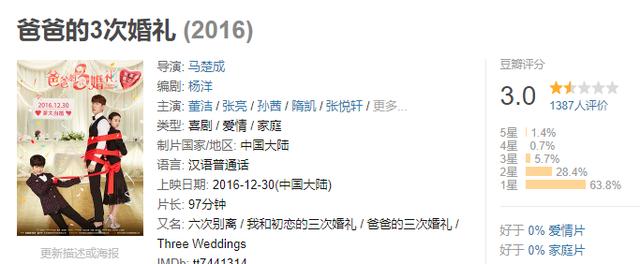 爸爸的3次婚礼 (2016)
爸爸的3次婚礼
2016.12.30
导演: 马楚成
编剧: 杨洋
主演: 董洁 / 张亮 / 孙茜 / 隋凯 / 张悦轩 / 更多...
类型: 喜剧 / 爱情 / 家庭
制片国家/地区: 中国大陆
语言: 汉语普通话
上映日期: 2016-12-30(中国大陆)
片长: 97分钟
又名: 六次别离 / 我和初恋的三次婚礼 / 爸爸的三次婚礼 /
Three Weddings
IMDb: tt7441314
更新描述或海报
豆瓣评分
3.0
1387人评价
5星 1.4%
4星 0.7%
3星 5.7%
2星 28.4%
1星 63.8%
好于 0% 爱情片
好于 0% 家庭片